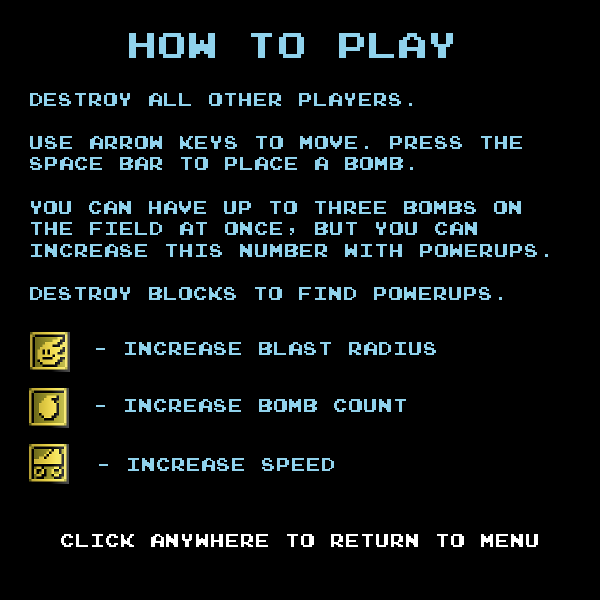 HOW TO PLAY
DESTROY ALL OTHER PLAYERS.
USE ARROW KEYS TO MOVE. PRESS THE
SPACE BAR TO PLACE A BOMB.
YOU CAN HAVE UP TO THREE BOMBS ON
THE FIELD AT ONCE, BUT YOU CAN
INCREASE THIS NUMBER WITH POWERUPS.
DESTROY BLOCKS TO FIND POWERUPS.
- INCREASE BLAST RADIUS
- INCREASE BOMB COUNT
- INCREASE SPEED
CLICK ANYWHERE TO RETURN TO MENU